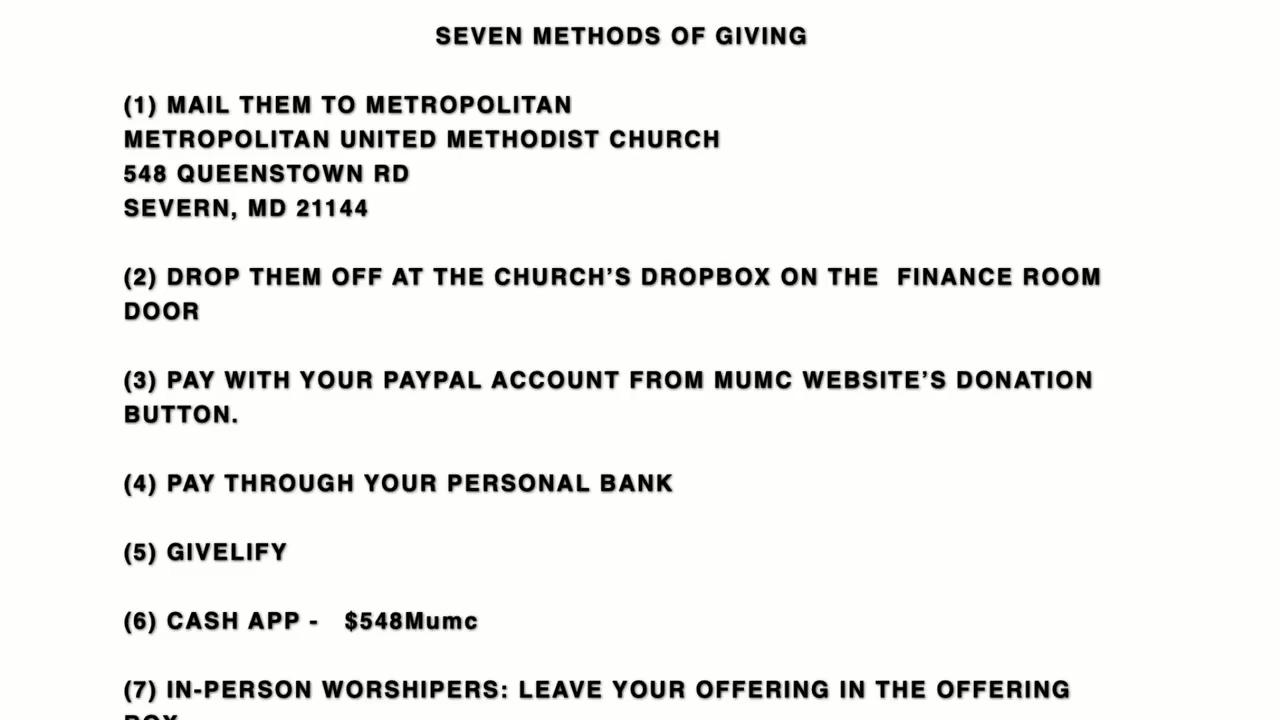 SEVEN METHODS OF GIVING
(1) MAIL THEM TO METROPOLITAN
METROPOLITAN UNITED METHODIST CHURCH
548 QUEENSTOWN RD
SEVERN, MD 21144
(2) DROP THEM OFF AT THE CHURCH’S DROPBOX ON THE  FINANCE ROOM
DOOR
(3) PAY WITH YOUR PAYPAL ACCOUNT FROM MUMC WEBSITE’S DONATION
BUTTON.
(4) PAY THROUGH YOUR PERSONAL BANK
(5) GIVELIFY
(6) CASH APP -   $548Mumc
(7) IN-PERSON WORSHIPERS: LEAVE YOUR OFFERING IN THE OFFERING
BOX